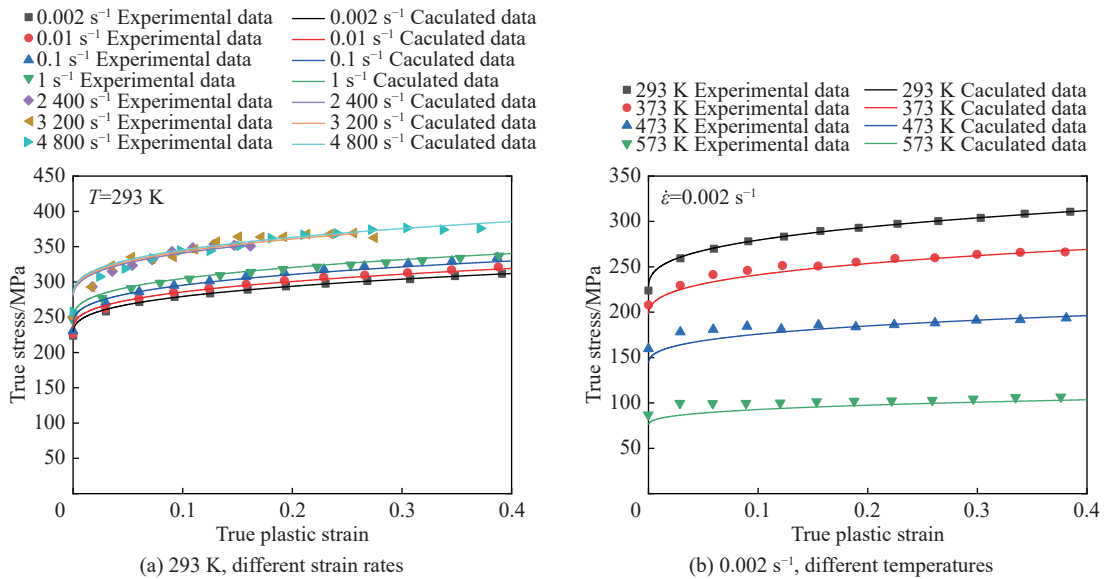 0.002 s⁻¹ Experimental data 0.002 s⁻¹ Caculated data
0.01 s⁻¹ Experimental data 0.01 s⁻¹ Caculated data
0.1 s⁻¹ Experimental data 0.1 s⁻¹ Caculated data
1 s⁻¹ Experimental data 1 s⁻¹ Caculated data
2 400 s⁻¹ Experimental data 2 400 s⁻¹ Caculated data
3 200 s⁻¹ Experimental data 3 200 s⁻¹ Caculated data
4 800 s⁻¹ Experimental data 4 800 s⁻¹ Caculated data
450
400
350
300
250
200
150
100
50
0
0.1
0.2
0.3
0.4
T=293 K
True stress/MPa
True plastic strain
(a) 293 K, different strain rates
293 K Experimental data 293 K Caculated data
373 K Experimental data 373 K Caculated data
473 K Experimental data 473 K Caculated data
573 K Experimental data 573 K Caculated data
350
300
250
200
150
100
50
0
0.1
0.2
0.3
0.4
ε̇=0.002 s⁻¹
True stress/MPa
True plastic strain
(b) 0.002 s⁻¹, different temperatures